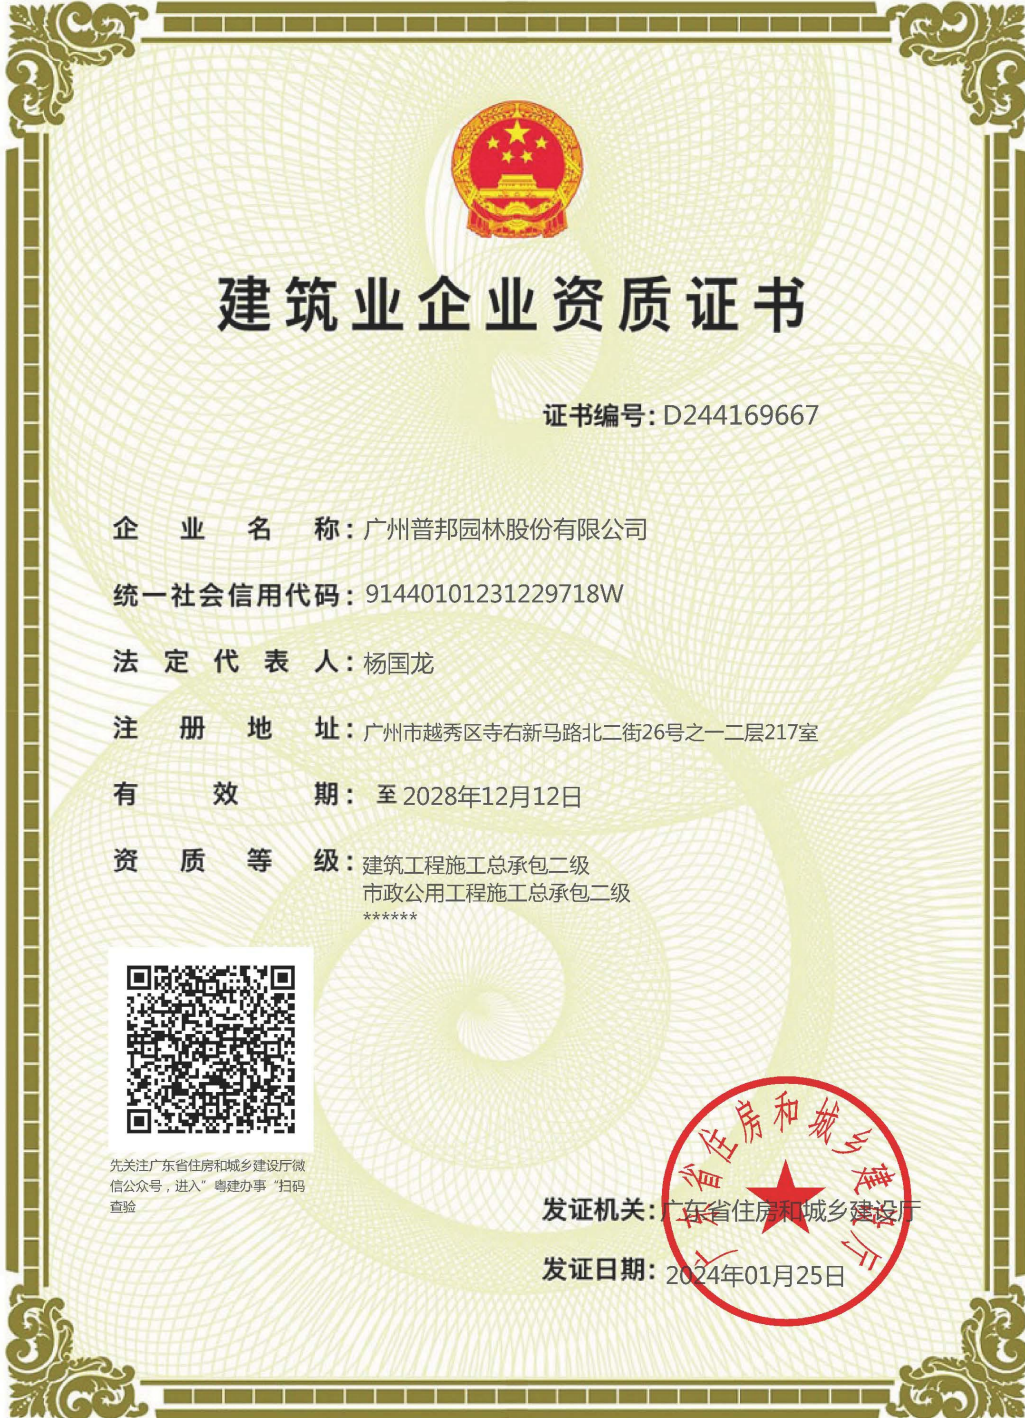 建筑业企业资质证书
证书编号：D244169667
企业名称：广州普邦园林股份有限公司
统一社会信用代码：91440101231229718W
法定代表人：杨国龙
注册地址：广州市越秀区寺右新马路北二街26号之一二层217室
有效期：至2028年12月12日
资质等级：建筑工程施工总承包二级
市政公用工程施工总承包二级
******
先关注广东省住房和城乡建设厅微
信公众号，进入”粤建办事“扫码
查验
广东省住房和城乡建设厅
发证机关：广东省住房和城乡建设厅
发证日期：2024年01月25日